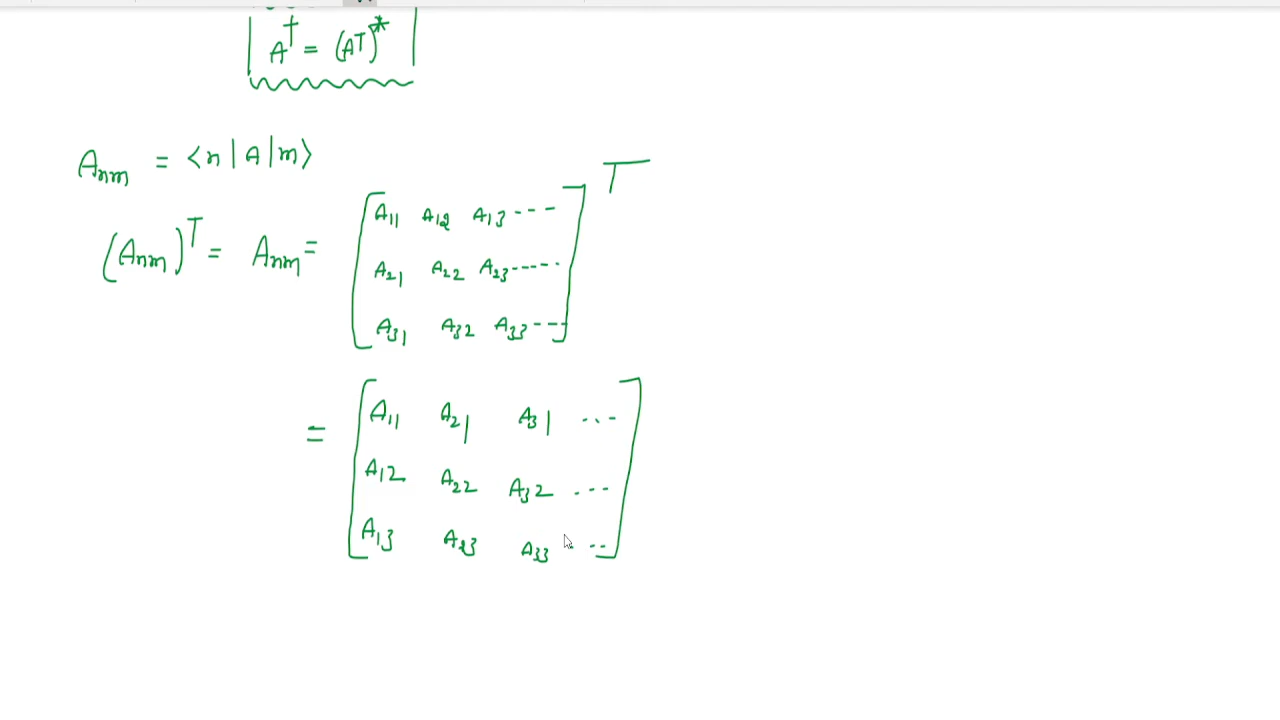 A† = (AT)*
Anm = ⟨n|A|m⟩
T
(Anm)T = Anm =
A11 A12 A13 ---
A21 A22 A23 -----
A31 A32 A33 ---
=
A11 A21 A31 ...
A12 A22 A32 ...
A13 A23 A33 ..